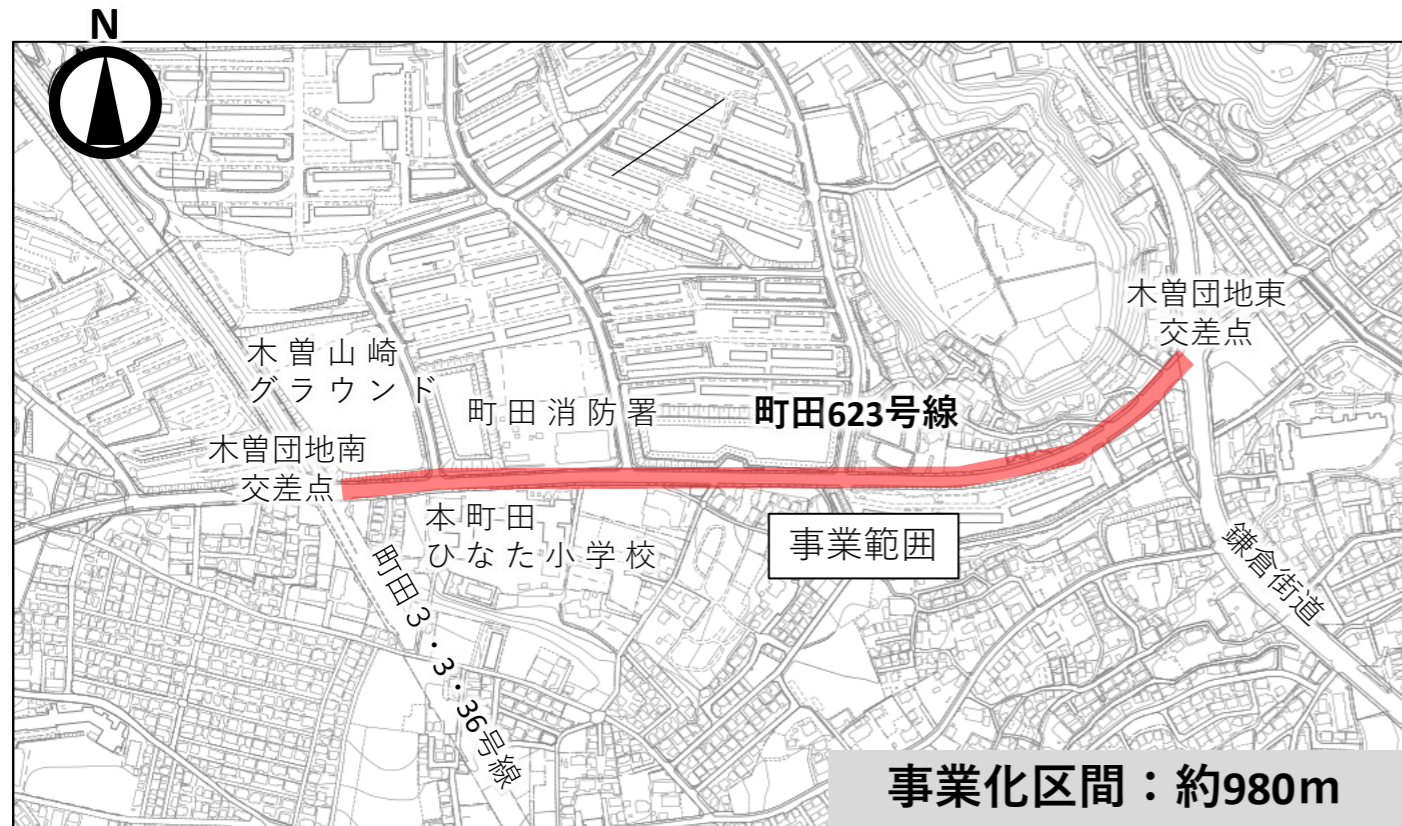 N
木曽団地東
交差点
木曽山崎
グラウンド
町田消防署
町田623号線
木曽団地南
交差点
本町田
ひなた小学校
事業範囲
町田3・3・36号線
鎌倉街道
事業化区間：約980m